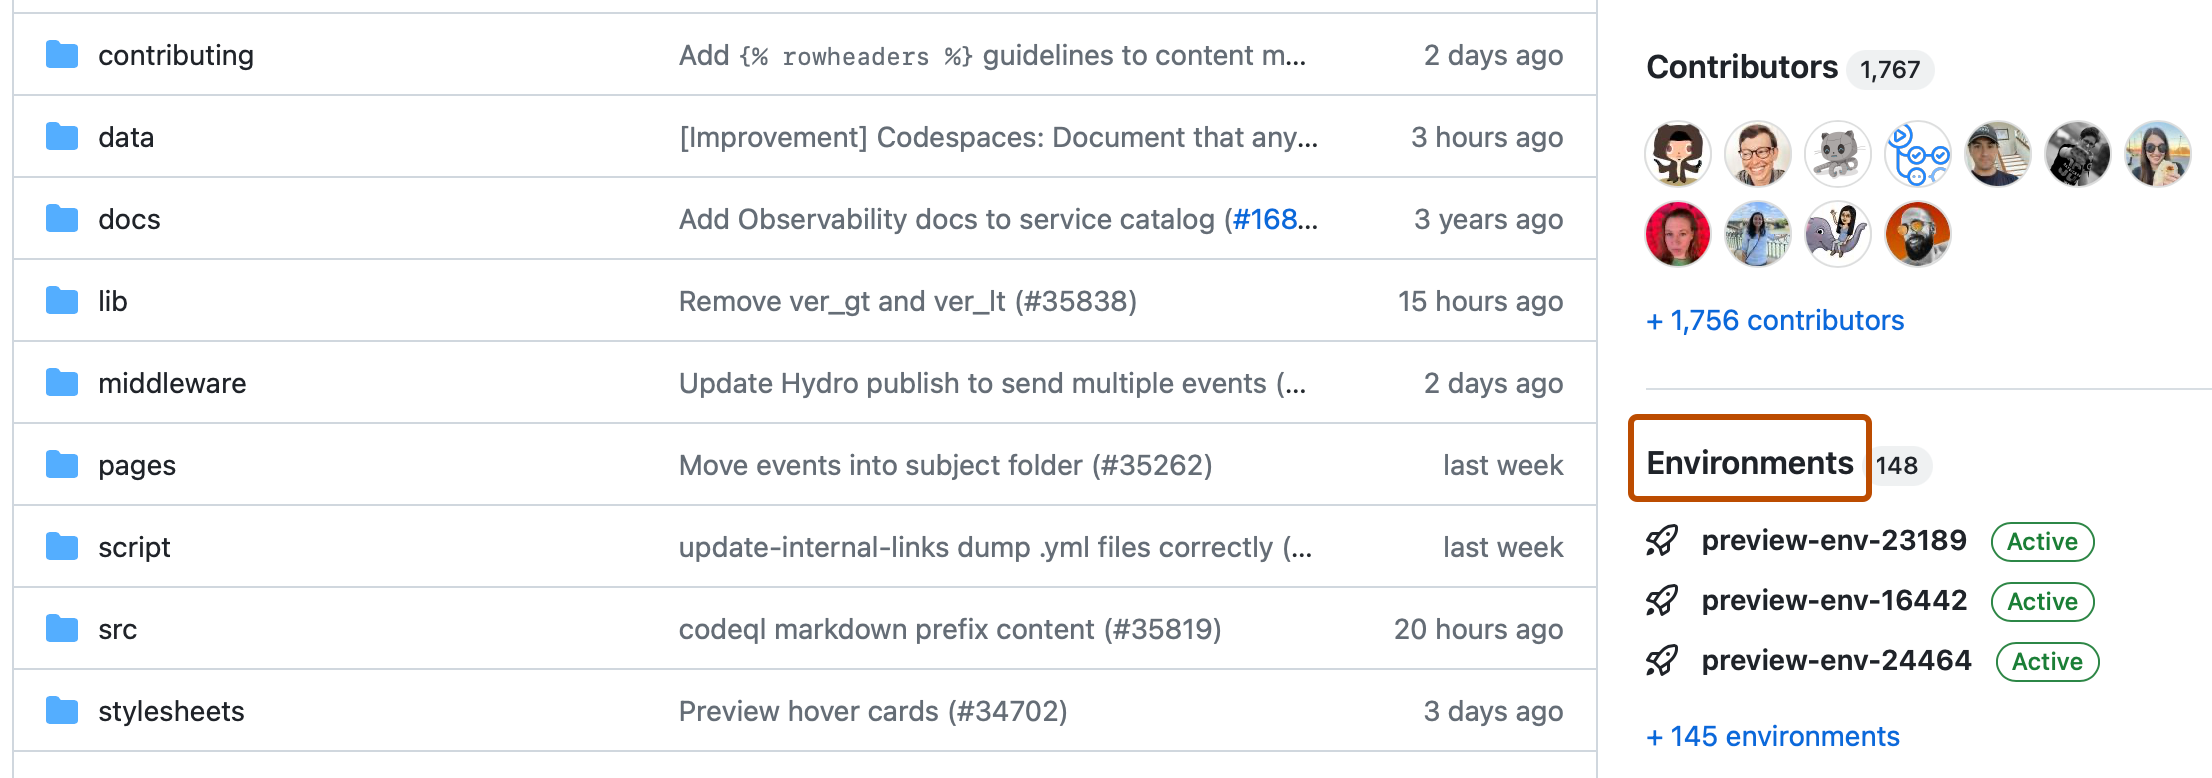 contributing Add {% rowheaders %} guidelines to content m... 2 days ago
data [Improvement] Codespaces: Document that any... 3 hours ago
docs Add Observability docs to service catalog (#168... 3 years ago
lib Remove ver_gt and ver_lt (#35838) 15 hours ago
middleware Update Hydro publish to send multiple events (... 2 days ago
pages Move events into subject folder (#35262) last week
script update-internal-links dump .yml files correctly (... last week
src codeql markdown prefix content (#35819) 20 hours ago
stylesheets Preview hover cards (#34702) 3 days ago
Contributors 1,767
+ 1,756 contributors
Environments 148
preview-env-23189 Active
preview-env-16442 Active
preview-env-24464 Active
+ 145 environments